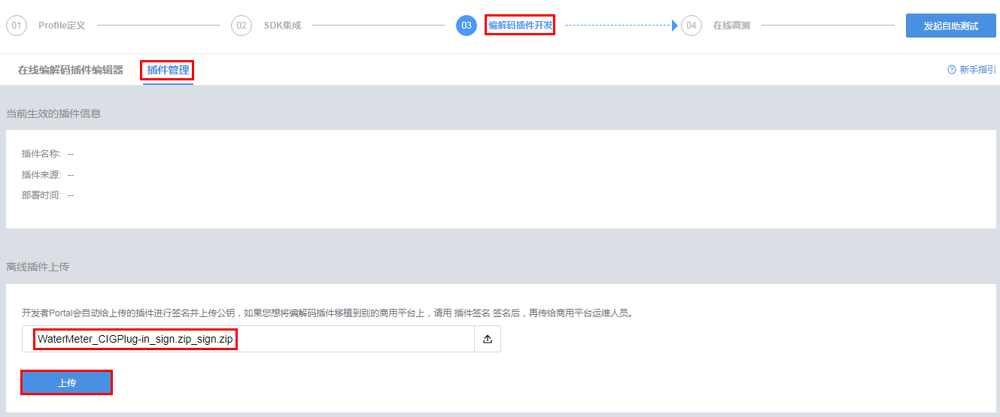 01 Profile定义 02 SDK集成 03 编解码插件开发 04 在线调测 发起自助测试
在线编解码插件编辑器 插件管理 新手指引
当前生效的插件信息
插件名称: --
插件来源: --
部署时间: --
离线插件上传
开发者Portal会自动给上传的插件进行签名并上传公钥，如果您想将编解码插件移植到别的商用平台上，请用 插件签名 签名后，再传给商用平台运维人员。
WaterMeter_CIGPlug-in_sign.zip_sign.zip
上传